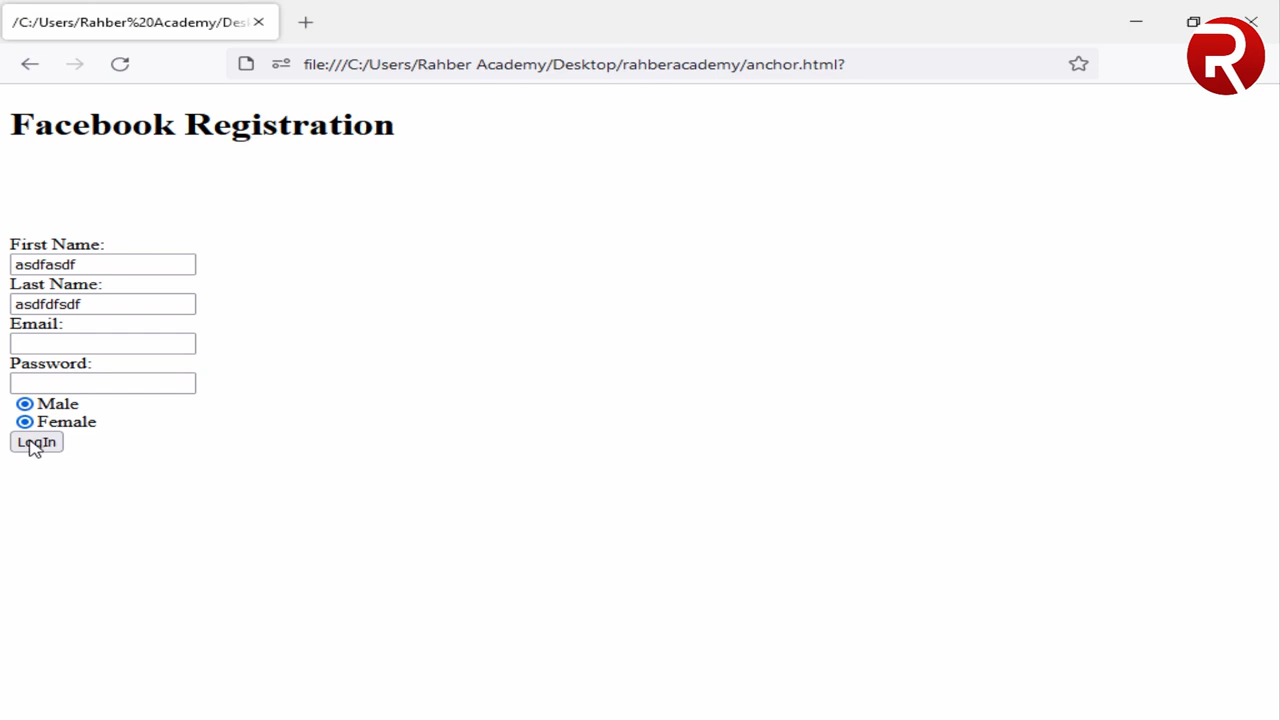 /C:/Users/Rahber%20Academy/Des
file:///C:/Users/Rahber Academy/Desktop/rahberacademy/anchor.html?
R
Facebook Registration
First Name:
asdfasdf
Last Name:
asdfdfsdf
Email:
Password:
Male
Female
LogIn